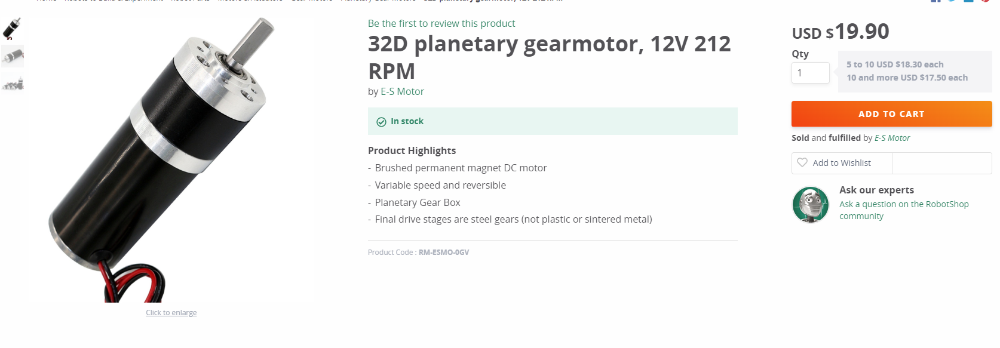 Be the first to review this product
32D planetary gearmotor, 12V 212
RPM
by E-S Motor
In stock
Product Highlights
- Brushed permanent magnet DC motor
- Variable speed and reversible
- Planetary Gear Box
- Final drive stages are steel gears (not plastic or sintered metal)
Product Code : RM-ESMO-0GV
Click to enlarge
USD $19.90
Qty
1
5 to 10 USD $18.30 each
10 and more USD $17.50 each
ADD TO CART
Sold and fulfilled by E-S Motor
Add to Wishlist
Ask our experts
Ask a question on the RobotShop
community